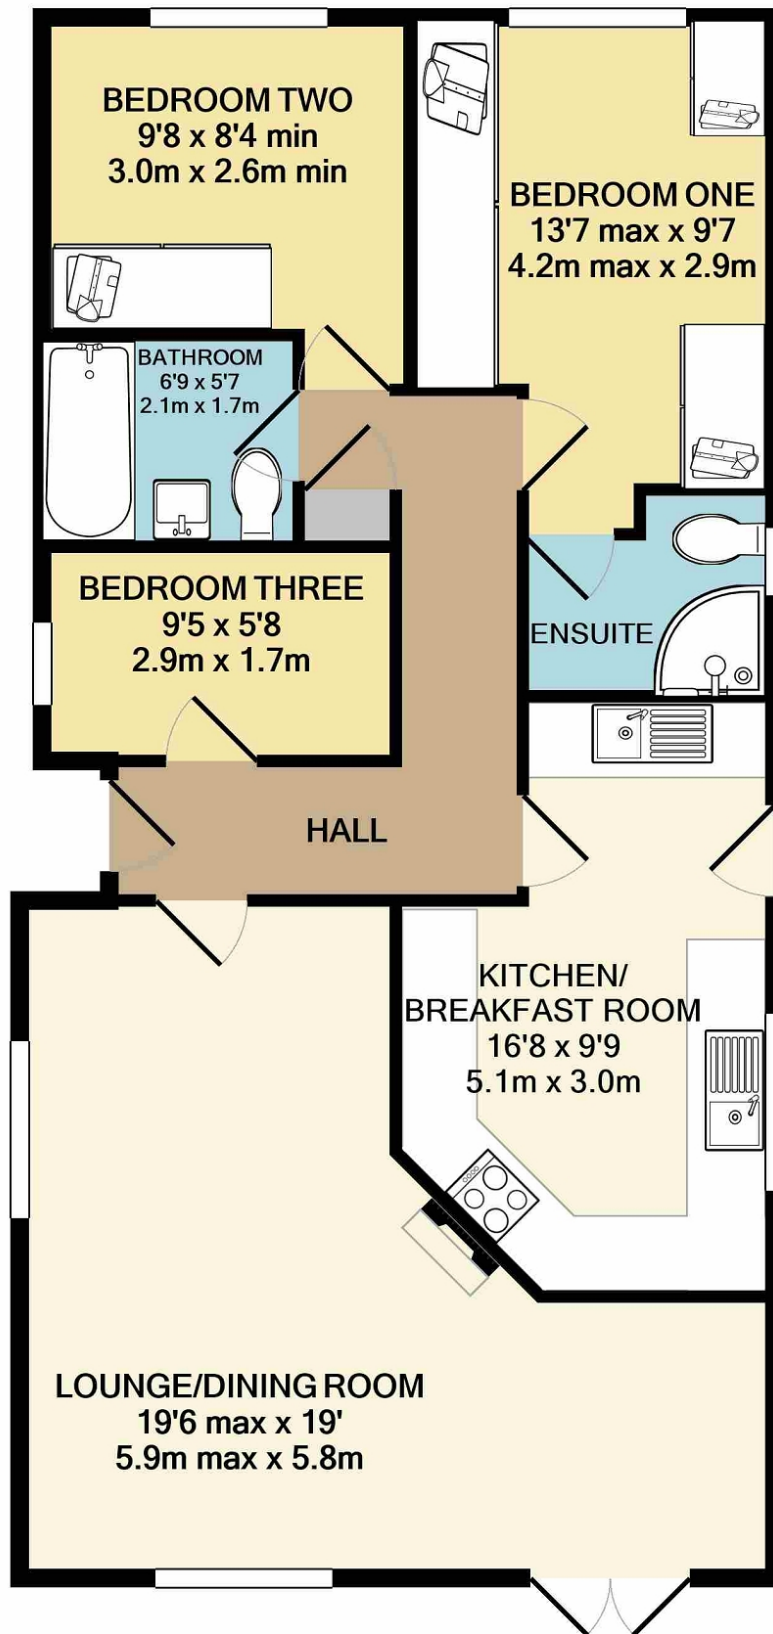 BEDROOM TWO
9'8 x 8'4 min
3.0m x 2.6m min
BEDROOM ONE
13'7 max x 9'7
4.2m max x 2.9m
BATHROOM
6'9 x 5'7
2.1m x 1.7m
BEDROOM THREE
9'5 x 5'8
2.9m x 1.7m
ENSUITE
HALL
KITCHEN/
BREAKFAST ROOM
16'8 x 9'9
5.1m x 3.0m
LOUNGE/DINING ROOM
19'6 max x 19'
5.9m max x 5.8m